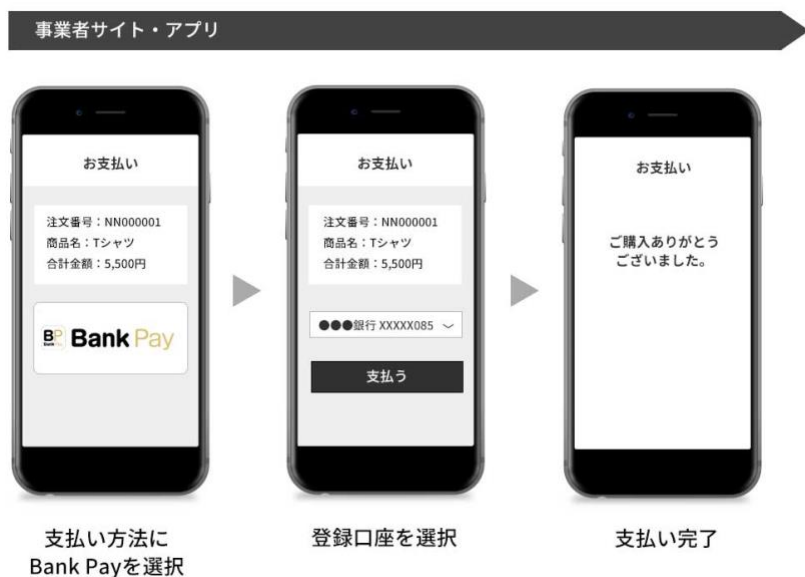 事業者サイト・アプリ
お支払い
注文番号：NN000001
商品名：Tシャツ
合計金額：5,500円
BP Bank Pay
支払い方法に
Bank Payを選択
お支払い
注文番号：NN000001
商品名：Tシャツ
合計金額：5,500円
●●●銀行 XXXXX085
支払う
登録口座を選択
お支払い
ご購入ありがとう
ございました。
支払い完了